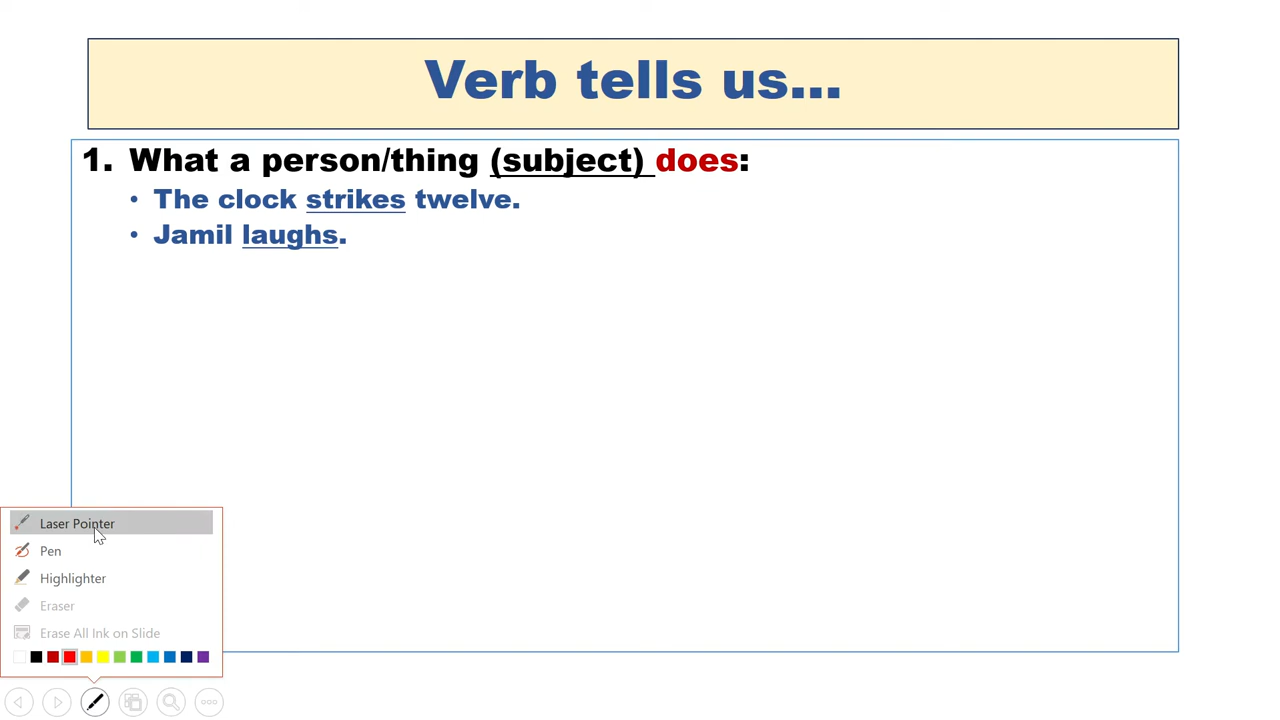 Verb tells us...
1. What a person/thing (subject) does:
• The clock strikes twelve.
• Jamil laughs.
Laser Pointer
Pen
Highlighter
Eraser
Erase All Ink on Slide